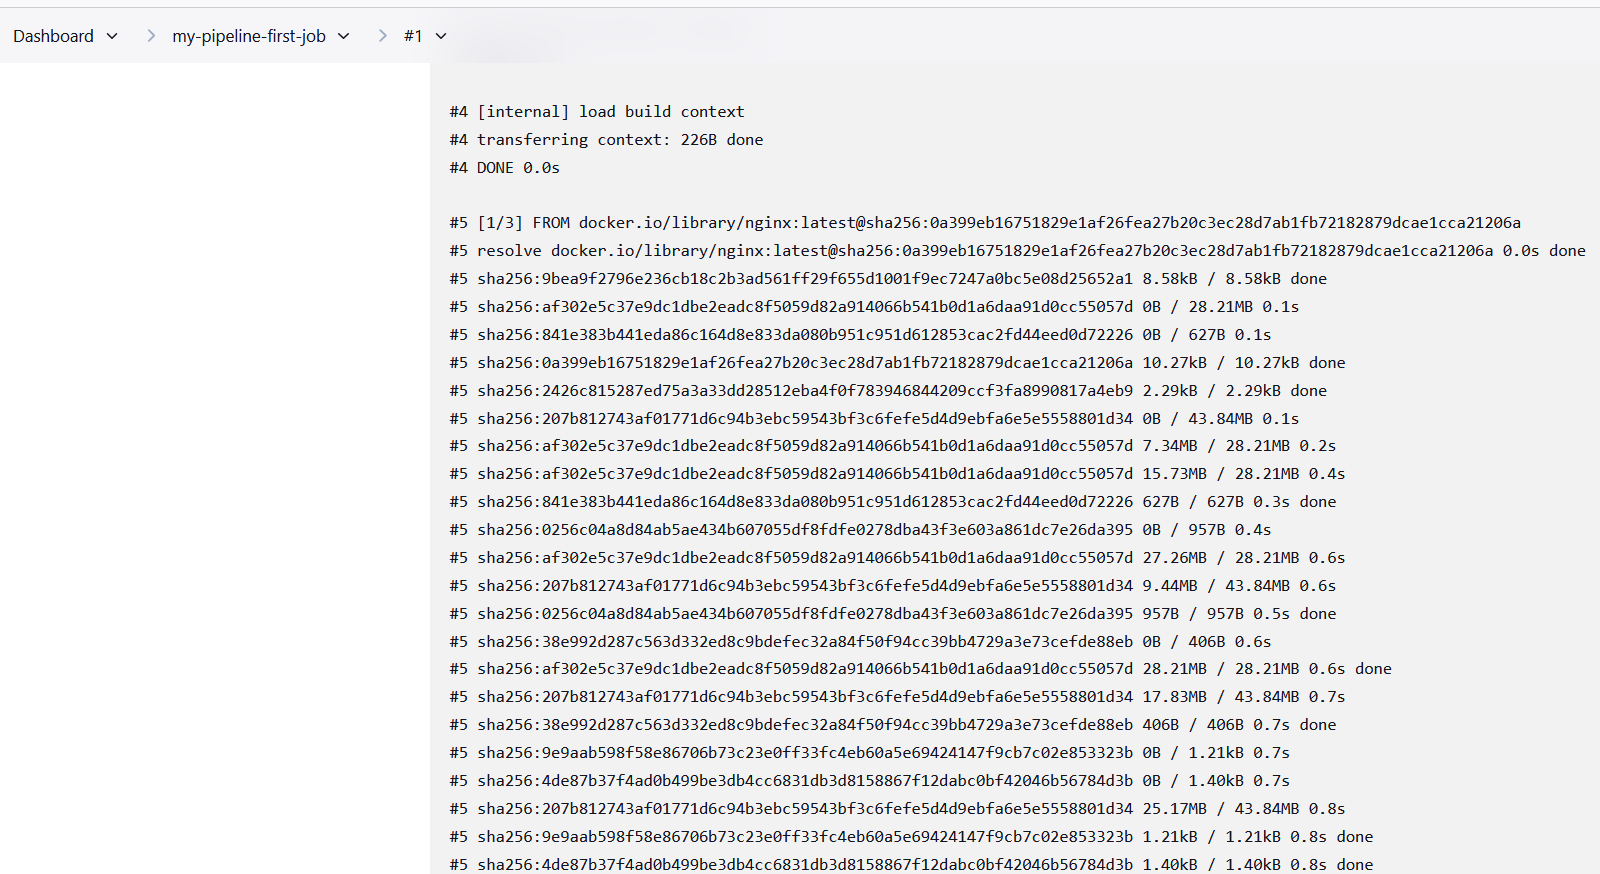 Dashboard my-pipeline-first-job #1
#4 [internal] load build context
#4 transferring context: 226B done
#4 DONE 0.0s
#5 [1/3] FROM docker.io/library/nginx:latest@sha256:0a399eb16751829e1af26fea27b20c3ec28d7ab1fb72182879dcae1cca21206a
#5 resolve docker.io/library/nginx:latest@sha256:0a399eb16751829e1af26fea27b20c3ec28d7ab1fb72182879dcae1cca21206a 0.0s done
#5 sha256:9bea9f2796e236cb18c2b3ad561ff29f655d1001f9ec7247a0bc5e08d25652a1 8.58kB / 8.58kB done
#5 sha256:af302e5c37e9dc1dbe2eadc8f5059d82a914066b541b0d1a6daa91d0cc55057d 0B / 28.21MB 0.1s
#5 sha256:841e383b441eda86c164d8e833da080b951c951d612853cac2fd44eed0d72226 0B / 627B 0.1s
#5 sha256:0a399eb16751829e1af26fea27b20c3ec28d7ab1fb72182879dcae1cca21206a 10.27kB / 10.27kB done
#5 sha256:2426c815287ed75a3a33dd28512eba4f0f783946844209ccf3fa8990817a4eb9 2.29kB / 2.29kB done
#5 sha256:207b812743af01771d6c94b3ebc59543bf3c6fefe5d4d9ebfa6e5e5558801d34 0B / 43.84MB 0.1s
#5 sha256:af302e5c37e9dc1dbe2eadc8f5059d82a914066b541b0d1a6daa91d0cc55057d 7.34MB / 28.21MB 0.2s
#5 sha256:af302e5c37e9dc1dbe2eadc8f5059d82a914066b541b0d1a6daa91d0cc55057d 15.73MB / 28.21MB 0.4s
#5 sha256:841e383b441eda86c164d8e833da080b951c951d612853cac2fd44eed0d72226 627B / 627B 0.3s done
#5 sha256:0256c04a8d84ab5ae434b607055df8fdfe0278dba43f3e603a861dc7e26da395 0B / 957B 0.4s
#5 sha256:af302e5c37e9dc1dbe2eadc8f5059d82a914066b541b0d1a6daa91d0cc55057d 27.26MB / 28.21MB 0.6s
#5 sha256:207b812743af01771d6c94b3ebc59543bf3c6fefe5d4d9ebfa6e5e5558801d34 9.44MB / 43.84MB 0.6s
#5 sha256:0256c04a8d84ab5ae434b607055df8fdfe0278dba43f3e603a861dc7e26da395 957B / 957B 0.5s done
#5 sha256:38e992d287c563d332ed8c9bdefec32a84f50f94cc39bb4729a3e73cefde88eb 0B / 406B 0.6s
#5 sha256:af302e5c37e9dc1dbe2eadc8f5059d82a914066b541b0d1a6daa91d0cc55057d 28.21MB / 28.21MB 0.6s done
#5 sha256:207b812743af01771d6c94b3ebc59543bf3c6fefe5d4d9ebfa6e5e5558801d34 17.83MB / 43.84MB 0.7s
#5 sha256:38e992d287c563d332ed8c9bdefec32a84f50f94cc39bb4729a3e73cefde88eb 406B / 406B 0.7s done
#5 sha256:9e9aab598f58e86706b73c23e0ff33fc4eb60a5e69424147f9cb7c02e853323b 0B / 1.21kB 0.7s
#5 sha256:4de87b37f4ad0b499be3db4cc6831db3d8158867f12dabc0bf42046b56784d3b 0B / 1.40kB 0.7s
#5 sha256:207b812743af01771d6c94b3ebc59543bf3c6fefe5d4d9ebfa6e5e5558801d34 25.17MB / 43.84MB 0.8s
#5 sha256:9e9aab598f58e86706b73c23e0ff33fc4eb60a5e69424147f9cb7c02e853323b 1.21kB / 1.21kB 0.8s done
#5 sha256:4de87b37f4ad0b499be3db4cc6831db3d8158867f12dabc0bf42046b56784d3b 1.40kB / 1.40kB 0.8s done